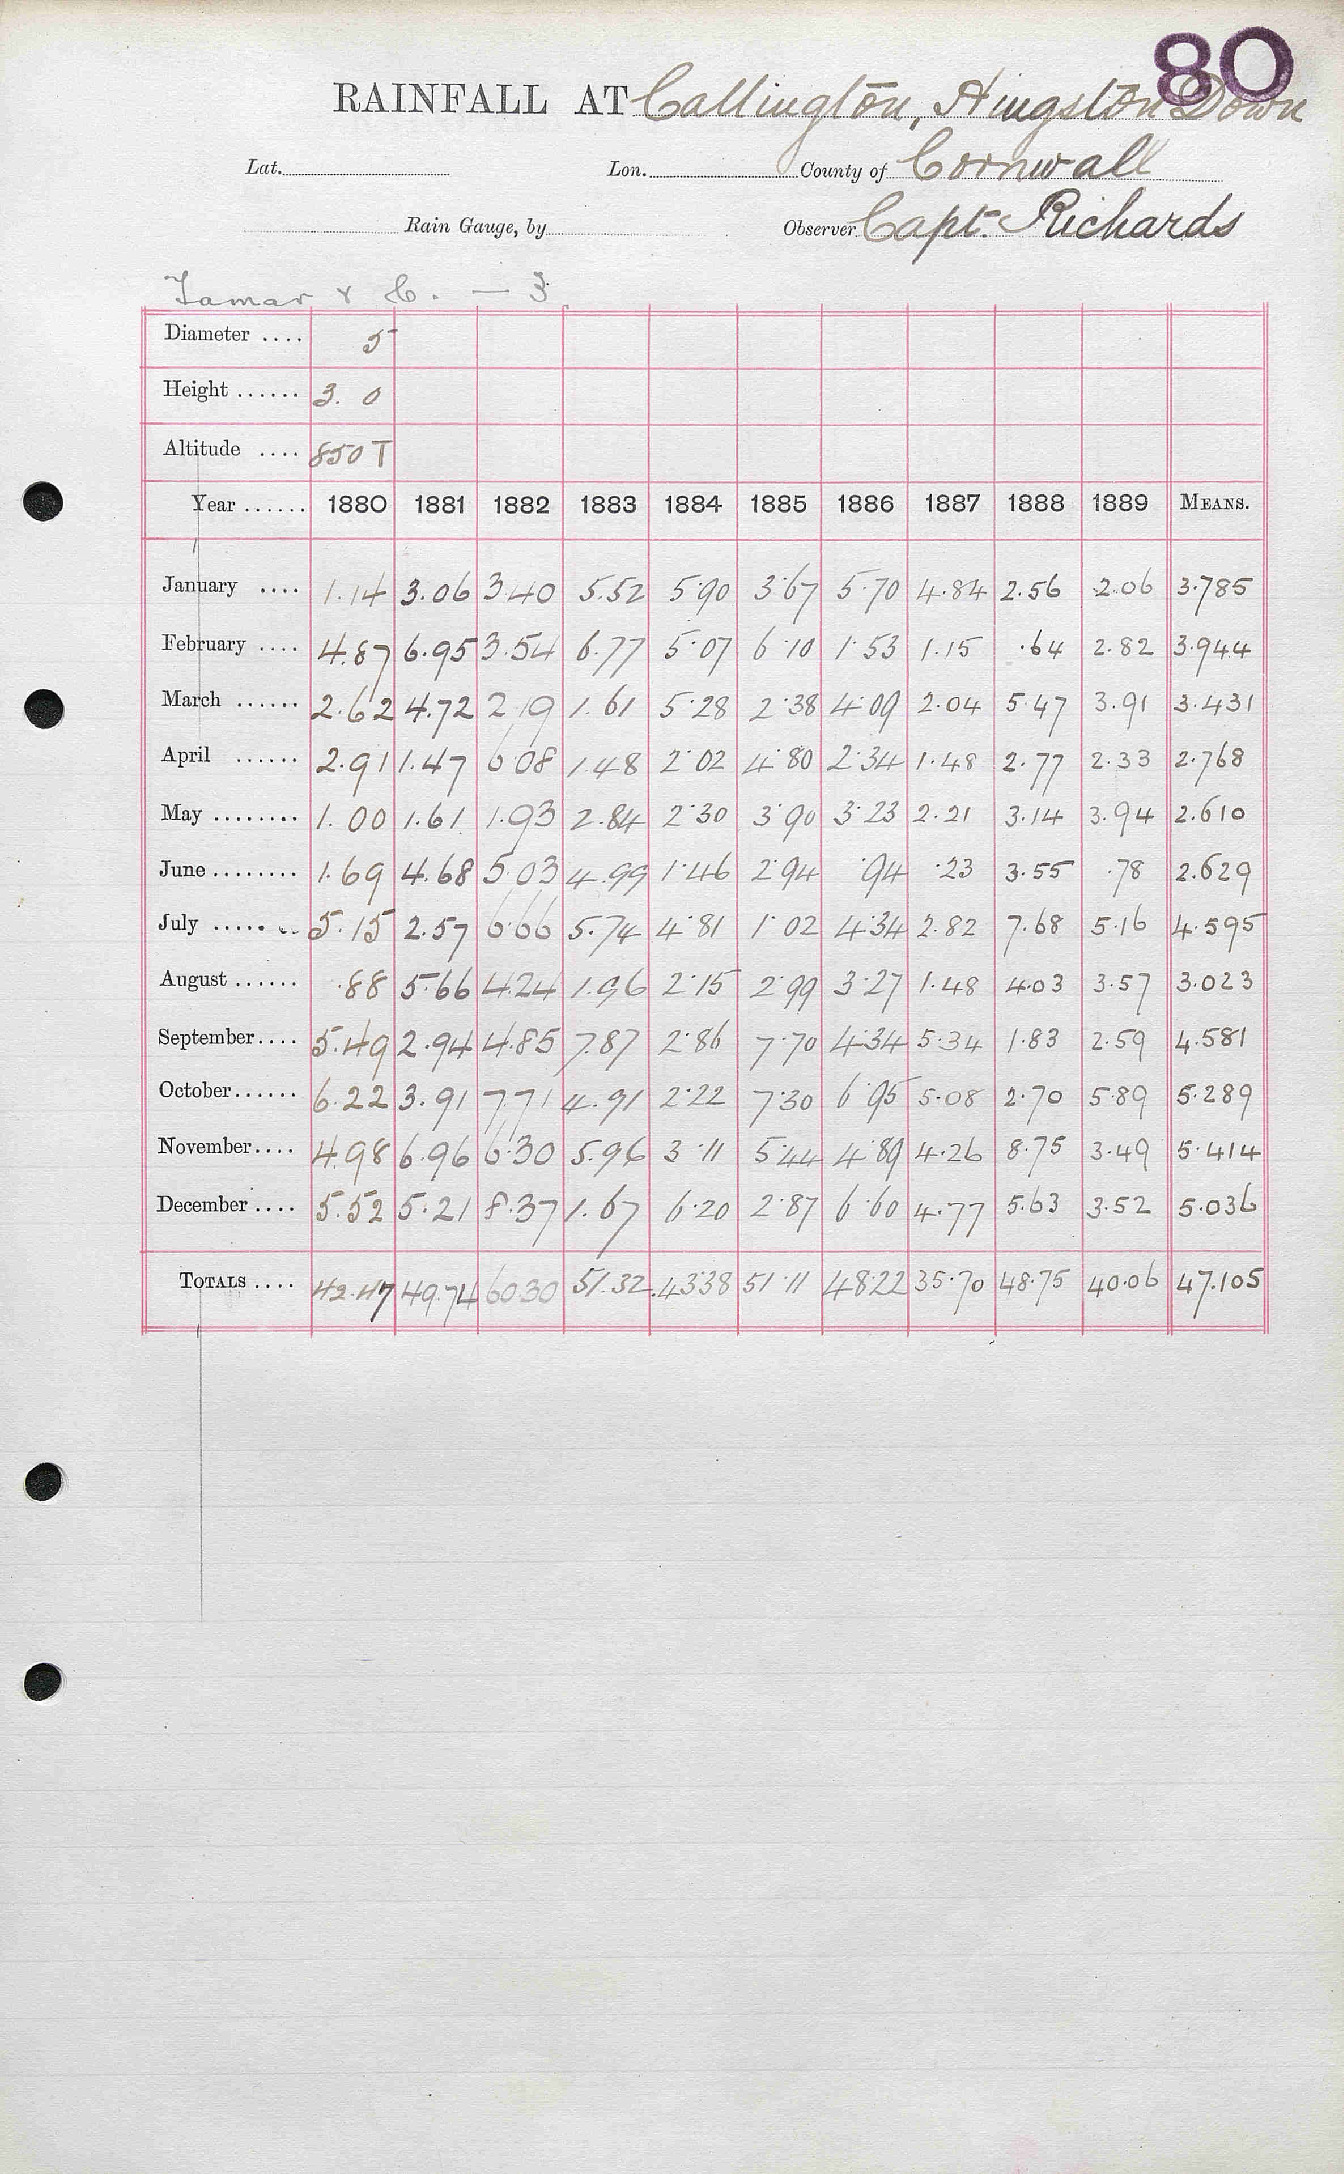 80
RAINFALL AT Callington, Hingston Down
Lat. Lon. County of Cornwall
Rain Gauge, by Observer Capt. Richards
Tamar & C. — 3
Diameter .... 5
Height ...... 3. 0
Altitude .... 850 T
Year ...... 1880 1881 1882 1883 1884 1885 1886 1887 1888 1889 MEANS.
January .... 1.14 3.06 3.40 5.52 5.90 3.67 5.70 4.84 2.56 2.06 3.785
February .... 4.87 6.95 3.54 6.77 5.07 6.10 1.53 1.15 .64 2.82 3.944
March ...... 2.62 4.72 2.19 1.61 5.28 2.38 4.09 2.04 5.47 3.91 3.431
April ...... 2.91 1.47 6.08 1.48 2.02 4.80 2.34 1.48 2.77 2.33 2.768
May ........ 1.00 1.61 1.93 2.84 2.30 3.90 3.23 2.21 3.14 3.94 2.610
June ........ 1.69 4.68 5.03 4.99 1.46 2.94 .94 .23 3.55 .78 2.629
July ........ 5.15 2.57 6.66 5.74 4.81 1.02 4.34 2.82 7.68 5.16 4.595
August ...... .88 5.66 4.24 1.96 2.15 2.99 3.27 1.48 4.03 3.57 3.023
September .... 5.49 2.94 4.85 7.87 2.86 7.70 4.34 5.34 1.83 2.59 4.581
October ...... 6.22 3.91 7.71 4.91 2.22 7.30 6.95 5.08 2.70 5.89 5.289
November .... 4.98 6.96 6.30 5.96 3.11 5.44 4.89 4.26 8.75 3.49 5.414
December .... 5.52 5.21 8.37 1.67 6.20 2.87 6.60 4.77 5.63 3.52 5.036
TOTALS .... 42.47 49.74 60.30 51.32 43.38 51.11 48.22 35.70 48.75 40.06 47.105